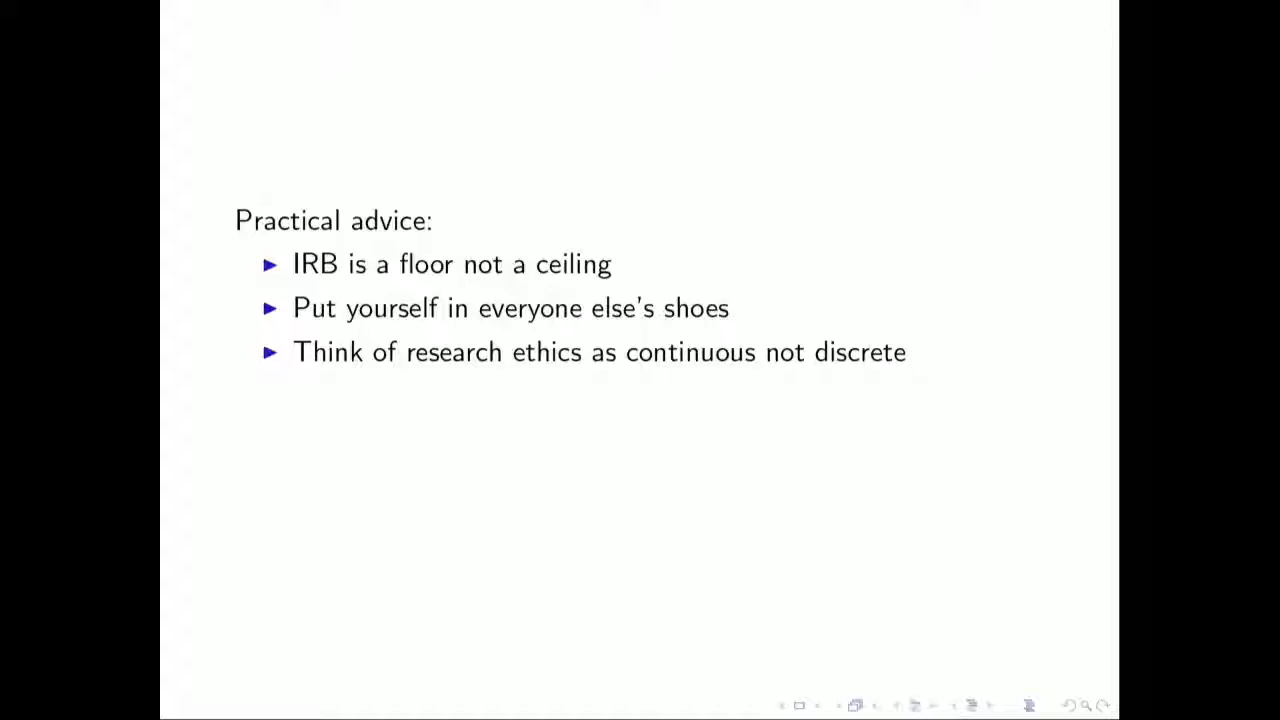 Practical advice:
IRB is a floor not a ceiling
Put yourself in everyone else's shoes
Think of research ethics as continuous not discrete